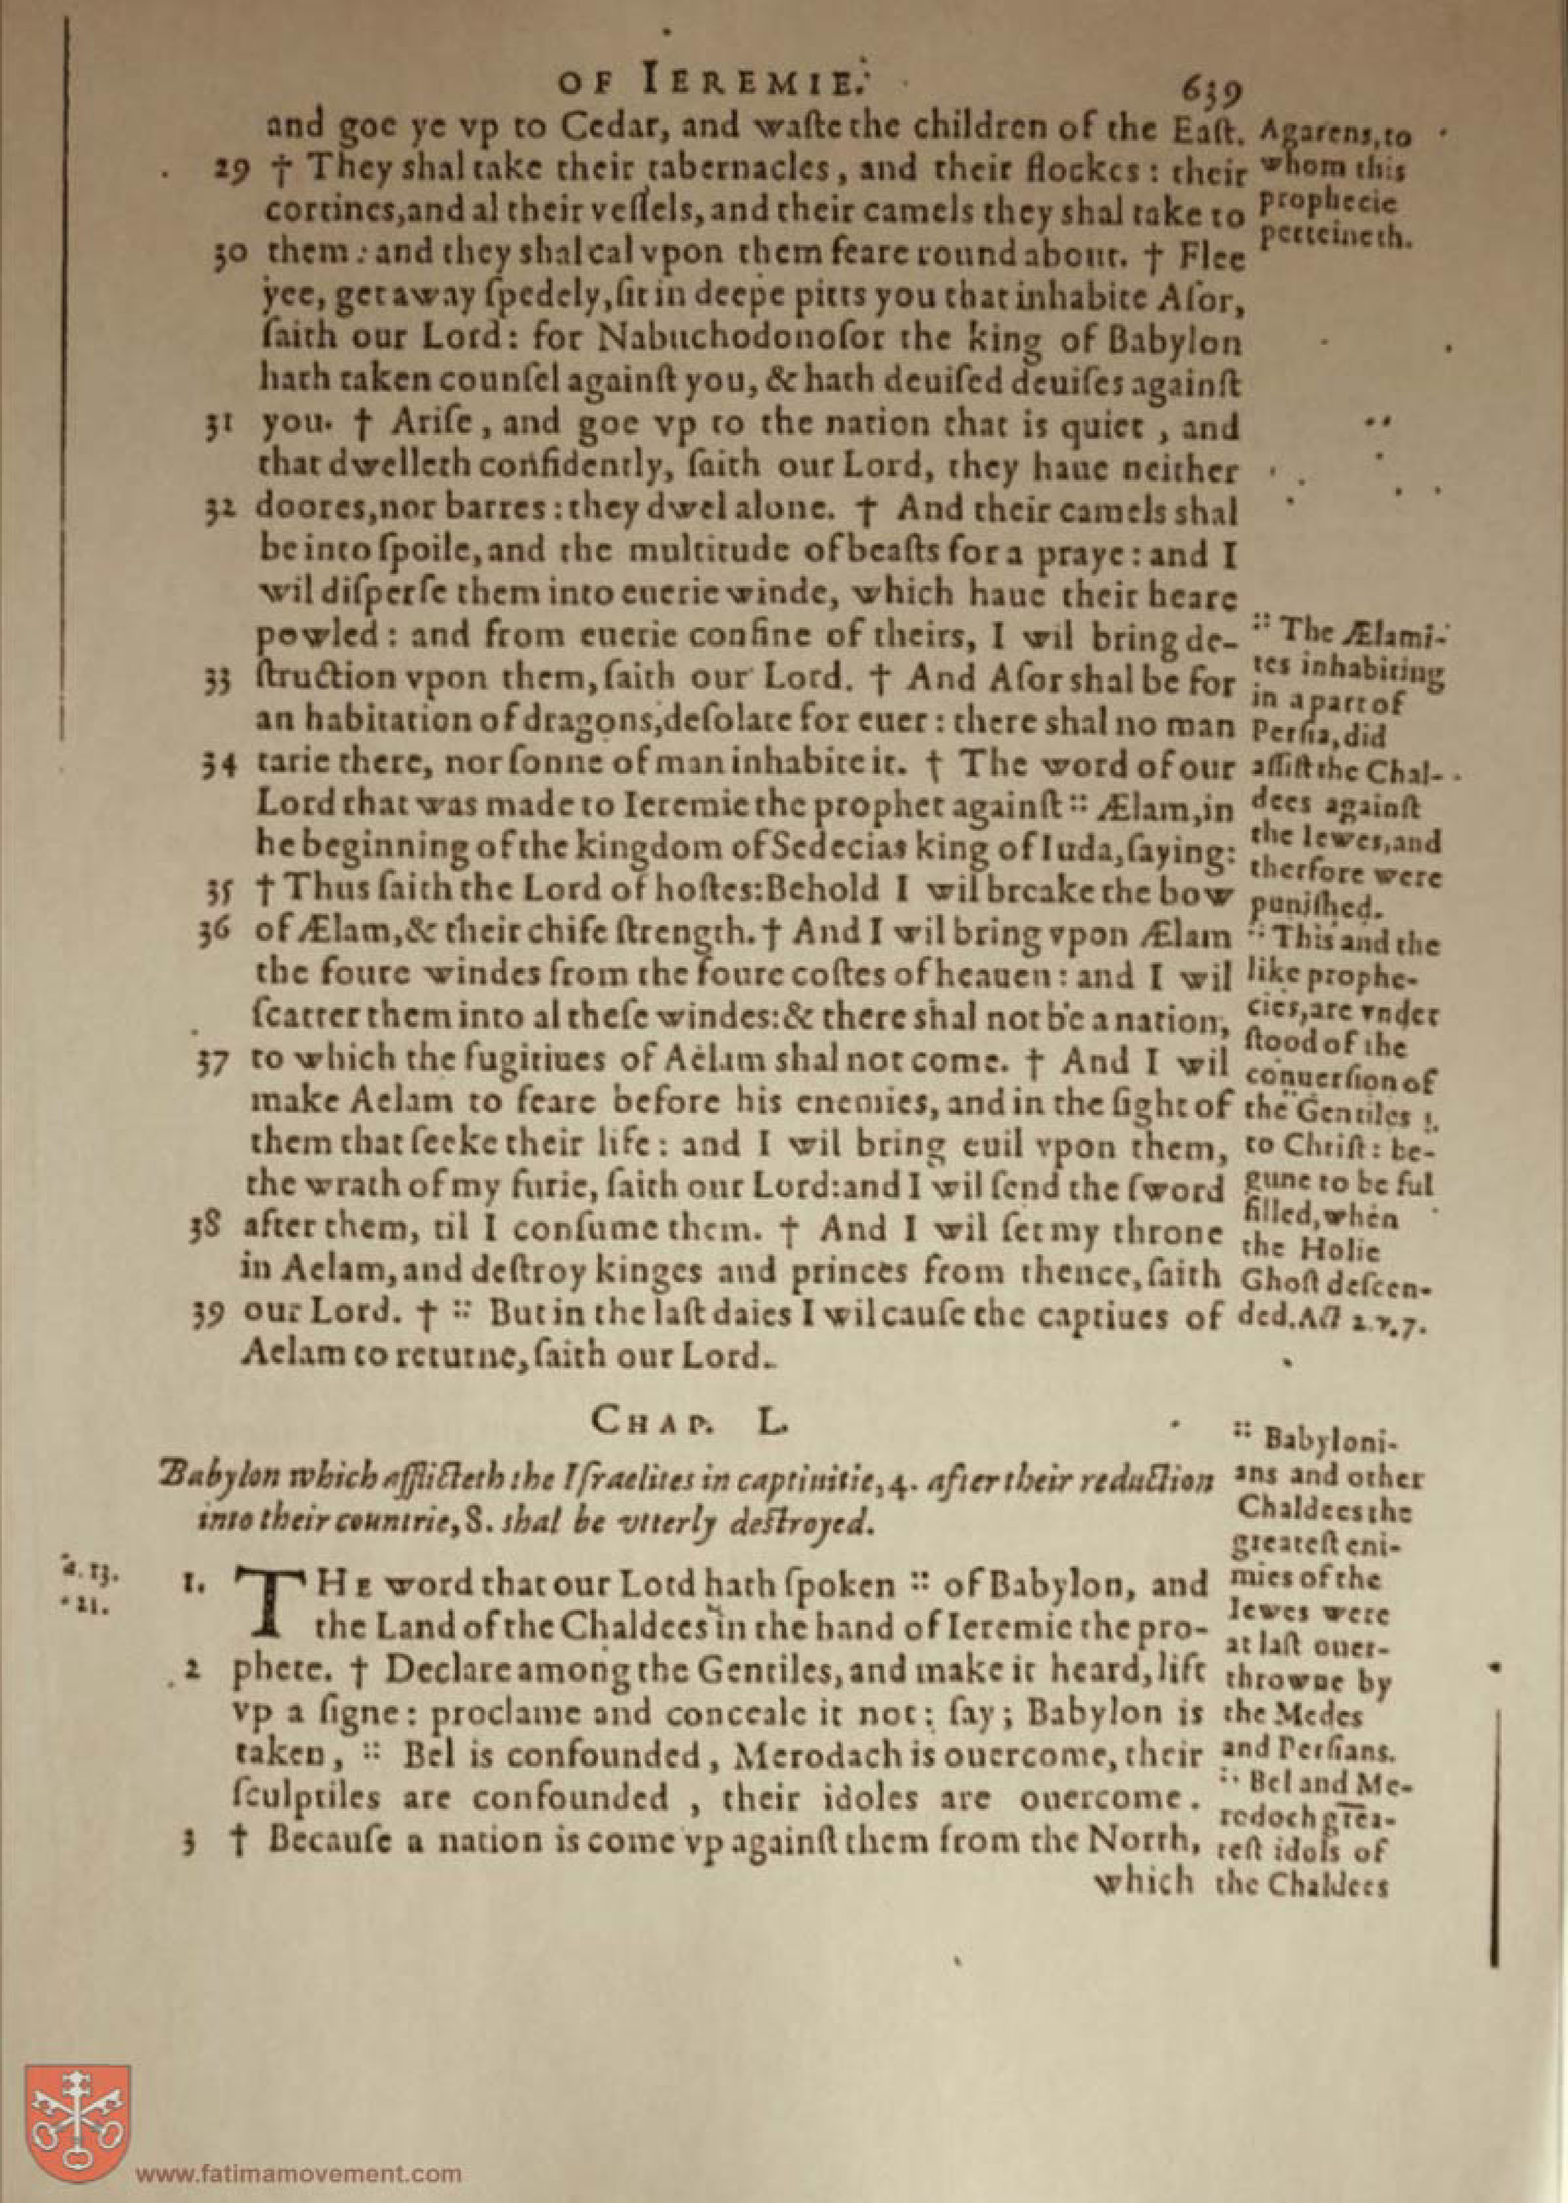 OF IEREMIE. 639
and goe ye vp to Cedar, and waſte the children of the Eaſt.
29 † They shal take their tabernacles, and their flockes : their
cortines, and al their veſſels, and their camels they shal take to
30 them : and they shal cal vpon them feare round about. † Flee
yee, get away ſpedely, ſit in deepe pitts you that inhabite Aſor,
ſaith our Lord: for Nabuchodonoſor the king of Babylon
hath taken counſel againſt you, & hath deuiſed deuiſes againſt
31 you. † Ariſe, and goe vp to the nation that is quiet, and
that dwelleth confidently, ſaith our Lord, they haue neither
32 doores, nor barres : they dwel alone. † And their camels shal
be into ſpoile, and the multitude of beaſts for a praye : and I
wil diſperſe them into euerie winde, which haue their heare
powled : and from euerie confine of theirs, I wil bring de-
33 ſtruction vpon them, ſaith our Lord. † And Aſor shal be for
an habitation of dragons, deſolate for euer : there shal no man
34 tarie there, nor ſonne of man inhabite it. † The word of our
Lord that was made to Ieremie the prophet againſt :: Ælam, in
he beginning of the kingdom of Sedecias king of Iuda, ſaying:
35 † Thus ſaith the Lord of hoſtes: Behold I wil breake the bow
36 of Ælam, & their chife ſtrength. † And I wil bring vpon Ælam
the foure windes from the foure coſtes of heauen : and I wil
ſcatter them into al theſe windes: & there shal not be a nation,
37 to which the fugitiues of Aelam shal not come. † And I wil
make Aelam to feare before his enemies, and in the ſight of
them that ſeeke their life : and I wil bring euil vpon them,
the wrath of my furie, ſaith our Lord: and I wil ſend the ſword
38 after them, til I conſume them. † And I wil ſet my throne
in Aelam, and deſtroy kinges and princes from thence, ſaith
39 our Lord. † :: But in the laſt daies I wil cauſe the captiues of
Aelam to returne, ſaith our Lord.
Agarens, to
whom this
prophecie
perteineth.
:: The Ælami-
tes inhabiting
in a part of
Perſia, did
aſſiſt the Chal-
dees againſt
the Iewes, and
therfore were
puniſhed.
:: This and the
like prophe-
cies, are vnder
ſtood of the
conuerſion of
the Gentiles
to Chriſt : be-
gune to be ful
filled, when
the Holie
Ghoſt deſcen-
ded. Act 2. v. 7.
CHAP. L.
Babylon which afflicteth the Iſraelites in captiuitie, 4. after their reduction
into their countrie, 8. shal be vtterly deſtroyed.
a. 13.
21.
1. THE word that our Lord hath ſpoken :: of Babylon, and
the Land of the Chaldees in the hand of Ieremie the pro-
2 phete. † Declare among the Gentiles, and make it heard, lift
vp a ſigne : proclame and conceale it not : ſay ; Babylon is
taken, :: Bel is confounded, Merodach is ouercome, their
ſculptiles are confounded, their idoles are ouercome.
3 † Becauſe a nation is come vp againſt them from the North,
which
:: Babyloni-
ans and other
Chaldees the
greateſt eni-
mies of the
Iewes were
at laſt ouer-
throwne by
the Medes
and Perſians.
:: Bel and Me-
rodoch grea-
teſt idols of
the Chaldees
www.fatimamovement.com